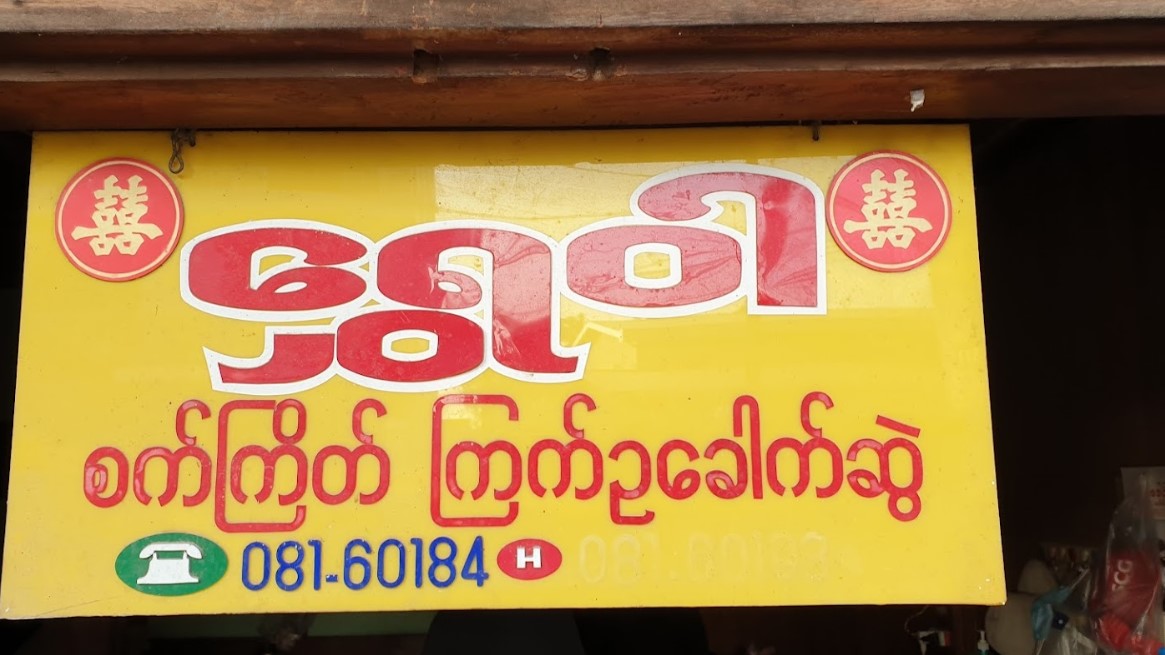 囍 ရွှေဝါ 囍
စက်ကြိတ် ကြက်ဥခေါက်ဆွဲ
081-60184 H